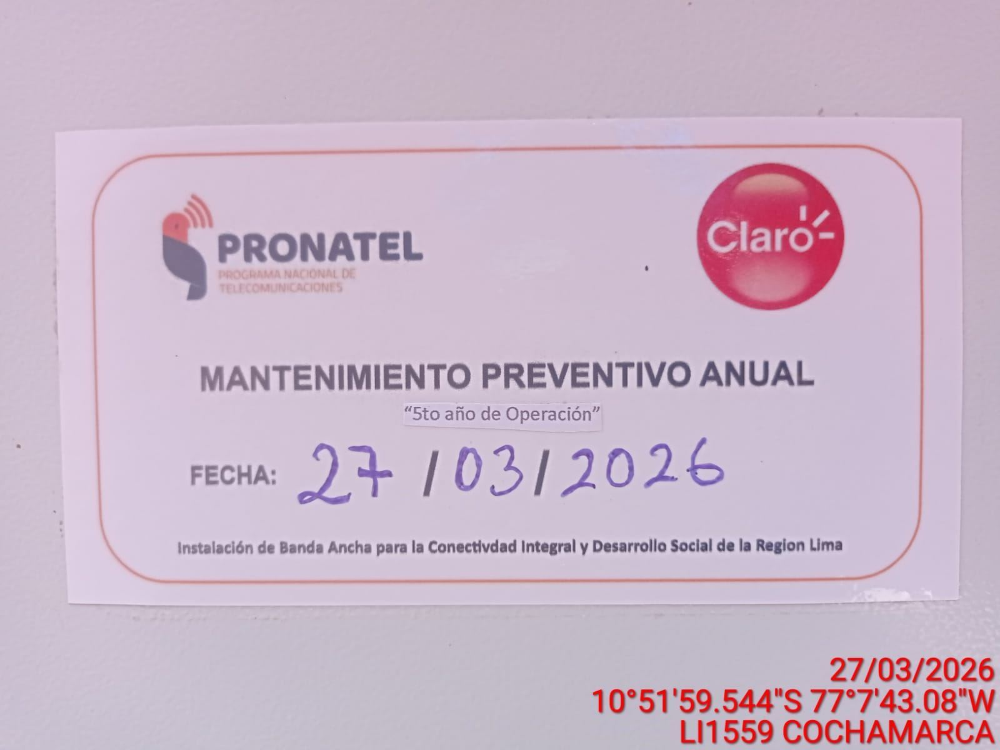 PRONATEL
PROGRAMA NACIONAL DE
TELECOMUNICACIONES
Claro
MANTENIMIENTO PREVENTIVO ANUAL
“5to año de Operación”
FECHA: 27/03/2026
Instalación de Banda Ancha para la Conectivdad Integral y Desarrollo Social de la Region Lima
27/03/2026
10°51'59.544"S 77°7'43.08"W
LI1559 COCHAMARCA